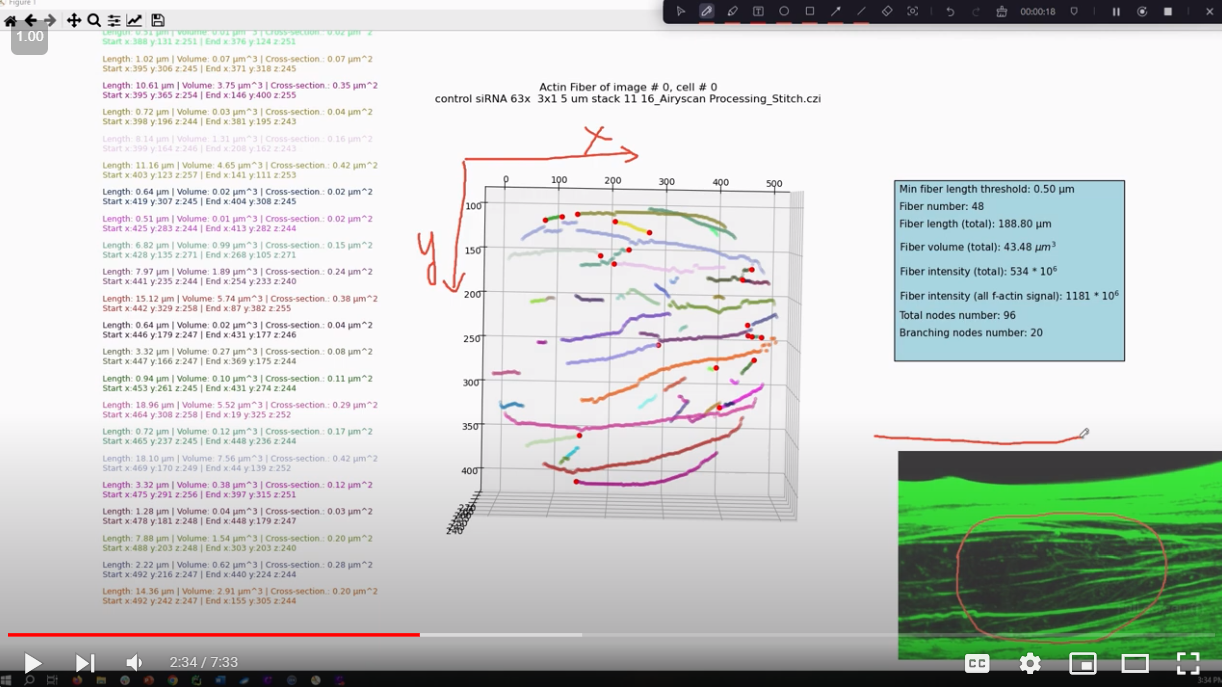 Figure 1
00:00:18
1.00
Length: 0.51 μm | Volume: 0.01 μm^3 | Cross-section.: 0.02 μm^2
Start x:388 y:131 z:251 | End x:376 y:124 z:251
Length: 1.02 μm | Volume: 0.07 μm^3 | Cross-section.: 0.07 μm^2
Start x:395 y:306 z:245 | End x:371 y:318 z:245
Length: 10.61 μm | Volume: 3.75 μm^3 | Cross-section.: 0.35 μm^2
Start x:395 y:365 z:254 | End x:146 y:400 z:255
Length: 0.72 μm | Volume: 0.03 μm^3 | Cross-section.: 0.04 μm^2
Start x:398 y:196 z:244 | End x:381 y:195 z:243
Length: 8.14 μm | Volume: 1.31 μm^3 | Cross-section.: 0.16 μm^2
Start x:399 y:164 z:246 | End x:208 y:162 z:243
Length: 11.16 μm | Volume: 4.65 μm^3 | Cross-section.: 0.42 μm^2
Start x:403 y:123 z:257 | End x:141 y:111 z:253
Length: 0.64 μm | Volume: 0.02 μm^3 | Cross-section.: 0.02 μm^2
Start x:419 y:307 z:245 | End x:404 y:308 z:245
Length: 0.51 μm | Volume: 0.01 μm^3 | Cross-section.: 0.02 μm^2
Start x:425 y:283 z:244 | End x:413 y:282 z:244
Length: 6.82 μm | Volume: 0.99 μm^3 | Cross-section.: 0.15 μm^2
Start x:428 y:135 z:271 | End x:268 y:105 z:271
Length: 7.97 μm | Volume: 1.89 μm^3 | Cross-section.: 0.24 μm^2
Start x:441 y:235 z:244 | End x:254 y:233 z:240
Length: 15.12 μm | Volume: 5.74 μm^3 | Cross-section.: 0.38 μm^2
Start x:442 y:329 z:258 | End x:87 y:382 z:255
Length: 0.64 μm | Volume: 0.02 μm^3 | Cross-section.: 0.04 μm^2
Start x:446 y:179 z:247 | End x:431 y:177 z:246
Length: 3.32 μm | Volume: 0.27 μm^3 | Cross-section.: 0.08 μm^2
Start x:447 y:166 z:247 | End x:369 y:175 z:244
Length: 0.94 μm | Volume: 0.10 μm^3 | Cross-section.: 0.11 μm^2
Start x:453 y:261 z:245 | End x:431 y:274 z:244
Length: 18.96 μm | Volume: 5.52 μm^3 | Cross-section.: 0.29 μm^2
Start x:464 y:308 z:258 | End x:19 y:325 z:252
Length: 0.72 μm | Volume: 0.12 μm^3 | Cross-section.: 0.17 μm^2
Start x:465 y:237 z:245 | End x:448 y:236 z:244
Length: 18.10 μm | Volume: 7.56 μm^3 | Cross-section.: 0.42 μm^2
Start x:469 y:170 z:249 | End x:44 y:139 z:252
Length: 3.32 μm | Volume: 0.38 μm^3 | Cross-section.: 0.12 μm^2
Start x:475 y:291 z:256 | End x:397 y:315 z:251
Length: 1.28 μm | Volume: 0.04 μm^3 | Cross-section.: 0.03 μm^2
Start x:478 y:181 z:248 | End x:448 y:179 z:247
Length: 7.88 μm | Volume: 1.54 μm^3 | Cross-section.: 0.20 μm^2
Start x:488 y:203 z:248 | End x:303 y:203 z:240
Length: 2.22 μm | Volume: 0.62 μm^3 | Cross-section.: 0.28 μm^2
Start x:492 y:216 z:247 | End x:440 y:224 z:244
Length: 14.36 μm | Volume: 2.91 μm^3 | Cross-section.: 0.20 μm^2
Start x:492 y:242 z:247 | End x:155 y:305 z:244
Actin Fiber of image # 0, cell # 0
control siRNA 63x 3x1 5 um stack 11 16_Airyscan Processing_Stitch.czi
x
0 100 200 300 400 500
y
100
150
200
250
300
350
400
240
Min fiber length threshold: 0.50 μm
Fiber number: 48
Fiber length (total): 188.80 μm
Fiber volume (total): 43.48 μm³
Fiber intensity (total): 534 * 10⁶
Fiber intensity (all f-actin signal): 1181 * 10⁶
Total nodes number: 96
Branching nodes number: 20
2:34 / 7:33
CC
3:34 PM